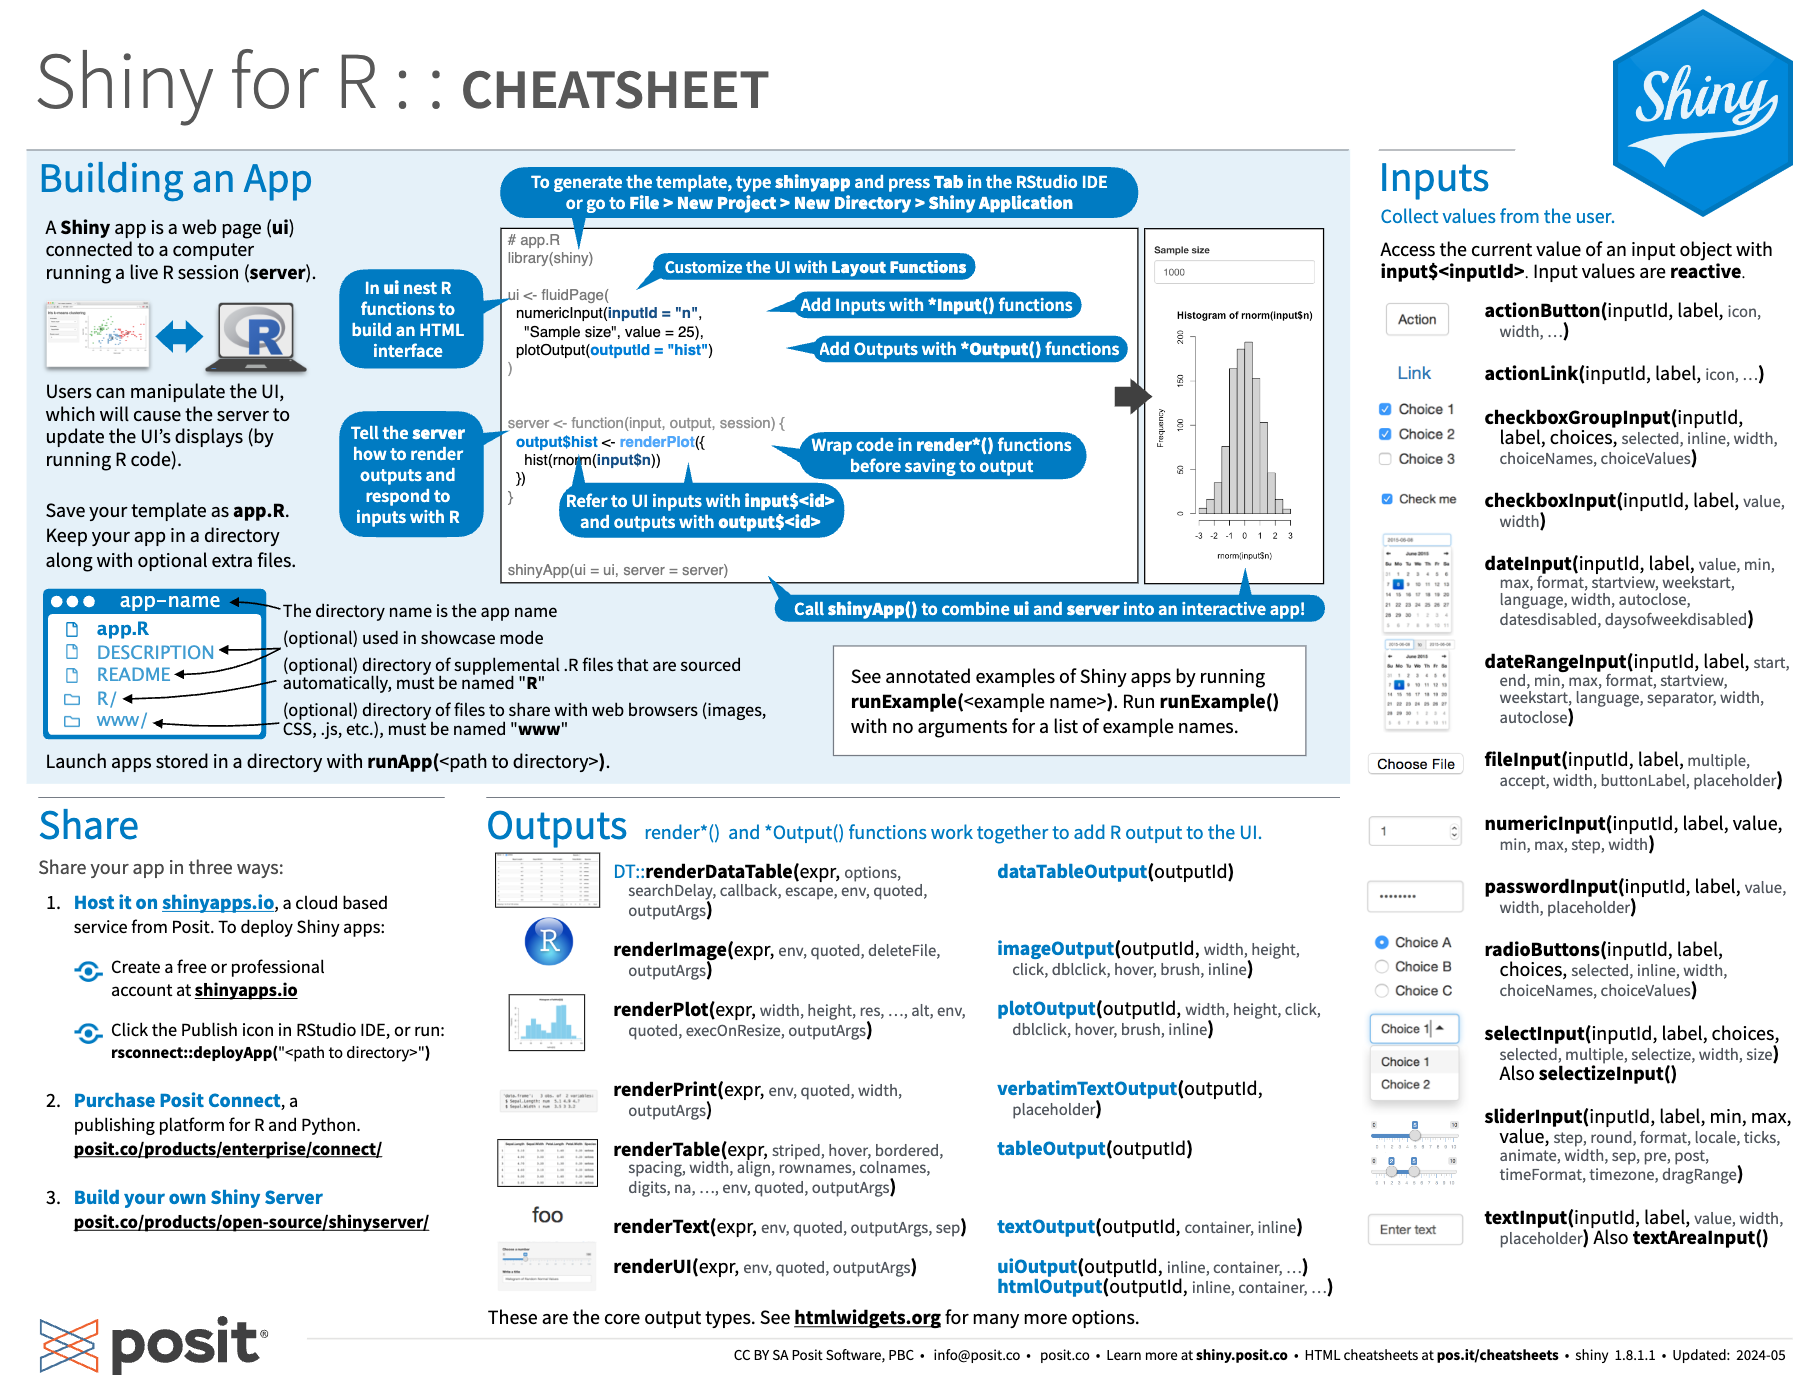 Shiny for R : : CHEATSHEET
Shiny
Building an App
A Shiny app is a web page (ui)
connected to a computer
running a live R session (server).
Users can manipulate the UI,
which will cause the server to
update the UI’s displays (by
running R code).
Save your template as app.R.
Keep your app in a directory
along with optional extra files.
app-name
app.R
DESCRIPTION
README
R/
www/
The directory name is the app name
(optional) used in showcase mode
(optional) directory of supplemental .R files that are sourced
automatically, must be named "R"
(optional) directory of files to share with web browsers (images,
CSS, .js, etc.), must be named "www"
Launch apps stored in a directory with runApp(<path to directory>).
To generate the template, type shinyapp and press Tab in the RStudio IDE
or go to File > New Project > New Directory > Shiny Application
In ui nest R
functions to
build an HTML
interface
Tell the server
how to render
outputs and
respond to
inputs with R
# app.R
library(shiny)
ui <- fluidPage(
numericInput(inputId = "n",
"Sample size", value = 25),
plotOutput(outputId = "hist")
)
server <- function(input, output, session) {
output$hist <- renderPlot({
hist(rnorm(input$n))
})
}
shinyApp(ui = ui, server = server)
Customize the UI with Layout Functions
Add Inputs with *Input() functions
Add Outputs with *Output() functions
Wrap code in render*() functions
before saving to output
Refer to UI inputs with input$<id>
and outputs with output$<id>
Call shinyApp() to combine ui and server into an interactive app!
Sample size
1000
Histogram of rnorm(input$n)
Frequency
0 50 100 150 200
-3 -2 -1 0 1 2 3
rnorm(input$n)
See annotated examples of Shiny apps by running
runExample(<example name>). Run runExample()
with no arguments for a list of example names.
Share
Share your app in three ways:
1. Host it on shinyapps.io, a cloud based
service from Posit. To deploy Shiny apps:
Create a free or professional
account at shinyapps.io
Click the Publish icon in RStudio IDE, or run:
rsconnect::deployApp("<path to directory>")
2. Purchase Posit Connect, a
publishing platform for R and Python.
posit.co/products/enterprise/connect/
3. Build your own Shiny Server
posit.co/products/open-source/shinyserver/
Outputs render*() and *Output() functions work together to add R output to the UI.
DT::renderDataTable(expr, options,
searchDelay, callback, escape, env, quoted,
outputArgs)
dataTableOutput(outputId)
R
renderImage(expr, env, quoted, deleteFile,
outputArgs)
imageOutput(outputId, width, height,
click, dblclick, hover, brush, inline)
renderPlot(expr, width, height, res, …, alt, env,
quoted, execOnResize, outputArgs)
plotOutput(outputId, width, height, click,
dblclick, hover, brush, inline)
renderPrint(expr, env, quoted, width,
outputArgs)
verbatimTextOutput(outputId,
placeholder)
renderTable(expr, striped, hover, bordered,
spacing, width, align, rownames, colnames,
digits, na, …, env, quoted, outputArgs)
tableOutput(outputId)
foo
renderText(expr, env, quoted, outputArgs, sep)
textOutput(outputId, container, inline)
renderUI(expr, env, quoted, outputArgs)
uiOutput(outputId, inline, container, …)
htmlOutput(outputId, inline, container, …)
These are the core output types. See htmlwidgets.org for many more options.
Inputs
Collect values from the user.
Access the current value of an input object with
input$<inputId>. Input values are reactive.
Action
actionButton(inputId, label, icon,
width, …)
Link
actionLink(inputId, label, icon, …)
Choice 1
Choice 2
Choice 3
checkboxGroupInput(inputId,
label, choices, selected, inline, width,
choiceNames, choiceValues)
Check me
checkboxInput(inputId, label, value,
width)
June 2015
dateInput(inputId, label, value, min,
max, format, startview, weekstart,
language, width, autoclose,
datesdisabled, daysofweekdisabled)
June 2015
dateRangeInput(inputId, label, start,
end, min, max, format, startview,
weekstart, language, separator, width,
autoclose)
Choose File
fileInput(inputId, label, multiple,
accept, width, buttonLabel, placeholder)
1
numericInput(inputId, label, value,
min, max, step, width)
passwordInput(inputId, label, value,
width, placeholder)
Choice A
Choice B
Choice C
radioButtons(inputId, label,
choices, selected, inline, width,
choiceNames, choiceValues)
Choice 1
Choice 1
Choice 2
selectInput(inputId, label, choices,
selected, multiple, selectize, width, size)
Also selectizeInput()
sliderInput(inputId, label, min, max,
value, step, round, format, locale, ticks,
animate, width, sep, pre, post,
timeFormat, timezone, dragRange)
Enter text
textInput(inputId, label, value, width,
placeholder) Also textAreaInput()
posit®
CC BY SA Posit Software, PBC • info@posit.co • posit.co • Learn more at shiny.posit.co • HTML cheatsheets at pos.it/cheatsheets • shiny 1.8.1.1 • Updated: 2024-05